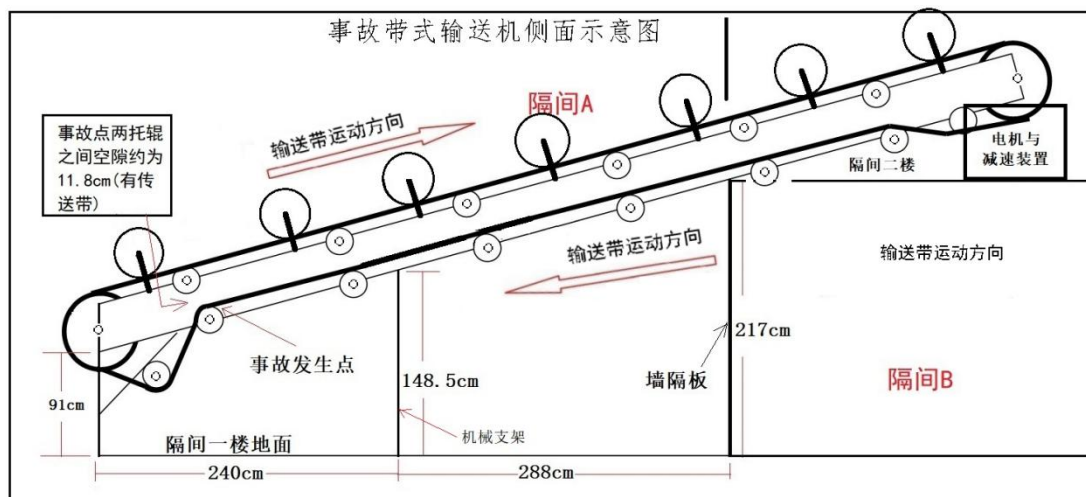 事故带式输送机侧面示意图
隔间A
输送带运动方向
事故点两托辊
之间空隙约为
11.8cm(有传
送带)
电机与
减速装置
隔间二楼
输送带运动方向
输送带运动方向
217cm
事故发生点
148.5cm
墙隔板
隔间B
91cm
机械支架
隔间一楼地面
240cm
288cm